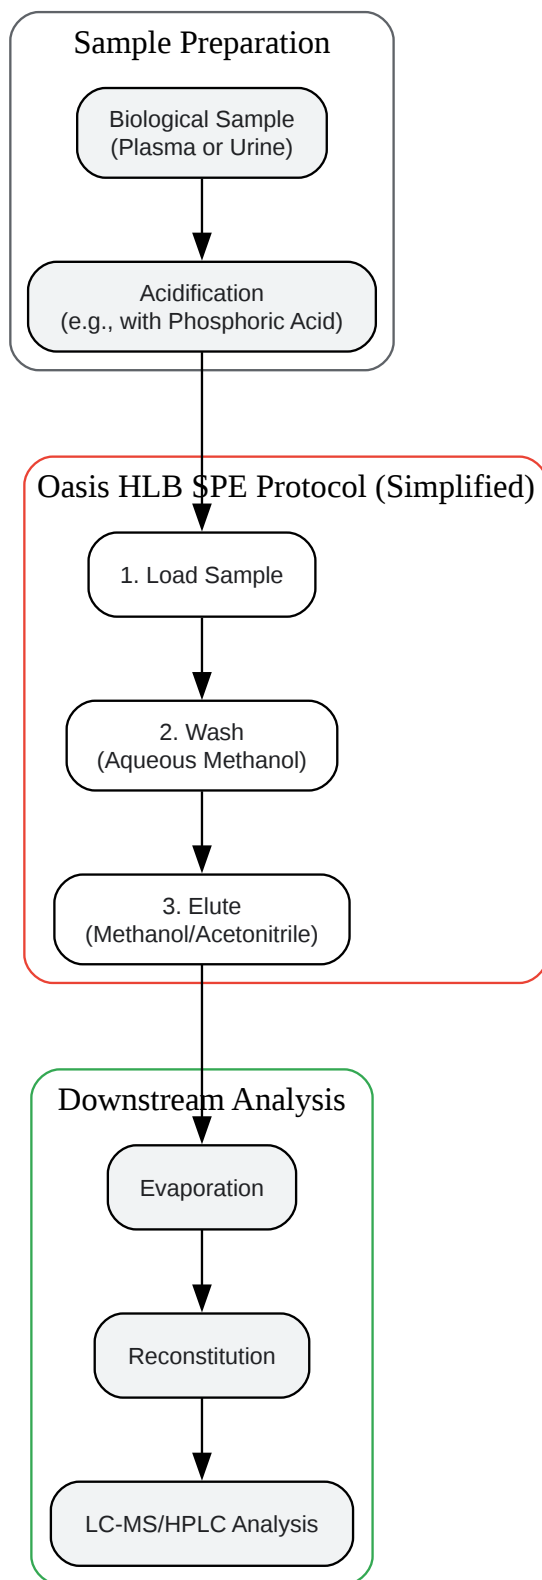 Sample Preparation
Biological Sample
(Plasma or Urine)
Acidification
(e.g., with Phosphoric Acid)
Oasis HLB SPE Protocol (Simplified)
1. Load Sample
2. Wash
(Aqueous Methanol)
3. Elute
(Methanol/Acetonitrile)
Downstream Analysis
Evaporation
Reconstitution
LC-MS/HPLC Analysis